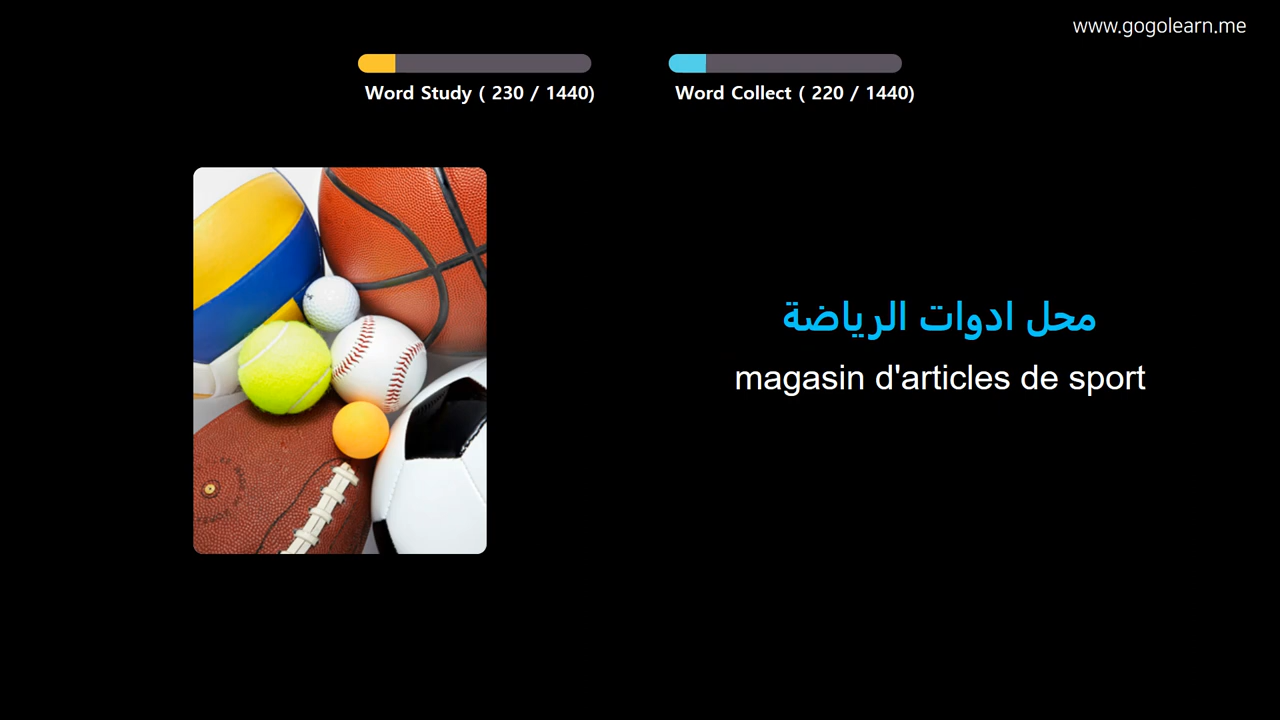 www.gogolearn.me
Word Study ( 230 / 1440)
Word Collect ( 220 / 1440)
محل ادوات الرياضة
magasin d'articles de sport